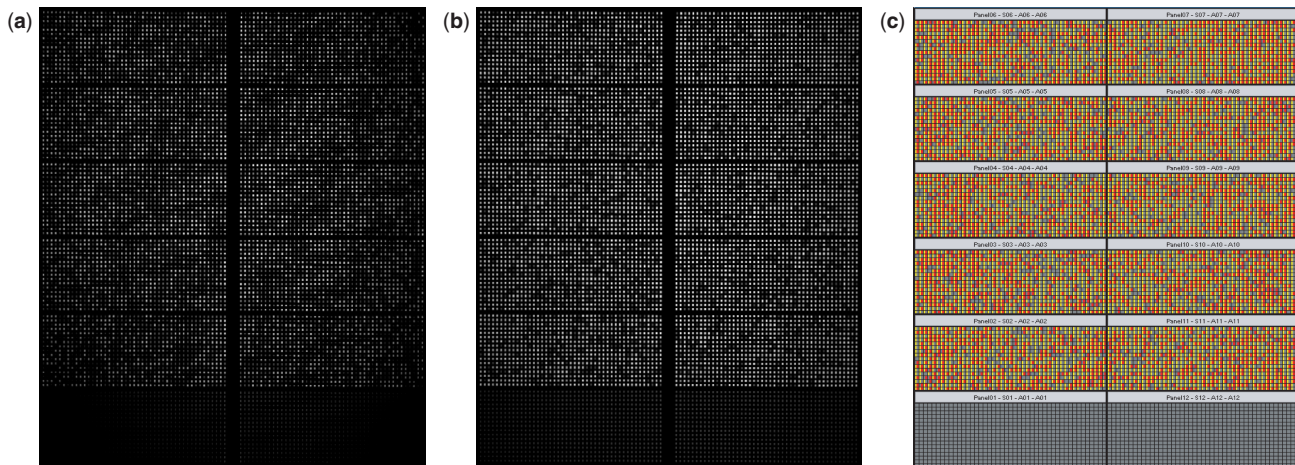 (a)
(b)
(c)
Panel06 - S06 - A06 - A06
Panel07 - S07 - A07 - A07
Panel05 - S05 - A05 - A05
Panel08 - S08 - A08 - A08
Panel04 - S04 - A04 - A04
Panel09 - S09 - A09 - A09
Panel03 - S03 - A03 - A03
Panel10 - S10 - A10 - A10
Panel02 - S02 - A02 - A02
Panel11 - S11 - A11 - A11
Panel01 - S01 - A01 - A01
Panel12 - S12 - A12 - A12